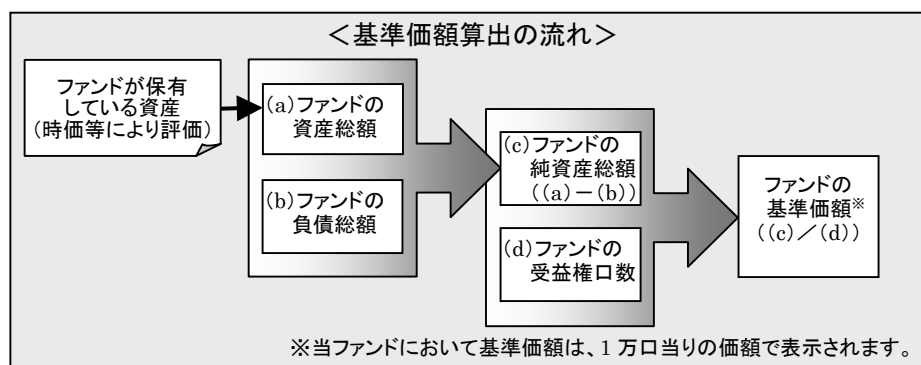 ＜基準価額算出の流れ＞
ファンドが保有
している資産
(時価等により評価)
(a)ファンドの
資産総額
(b)ファンドの
負債総額
(c)ファンドの
純資産総額
((a)－(b))
(d)ファンドの
受益権口数
ファンドの
基準価額※
((c)／(d))
※当ファンドにおいて基準価額は、1万口当りの価額で表示されます。